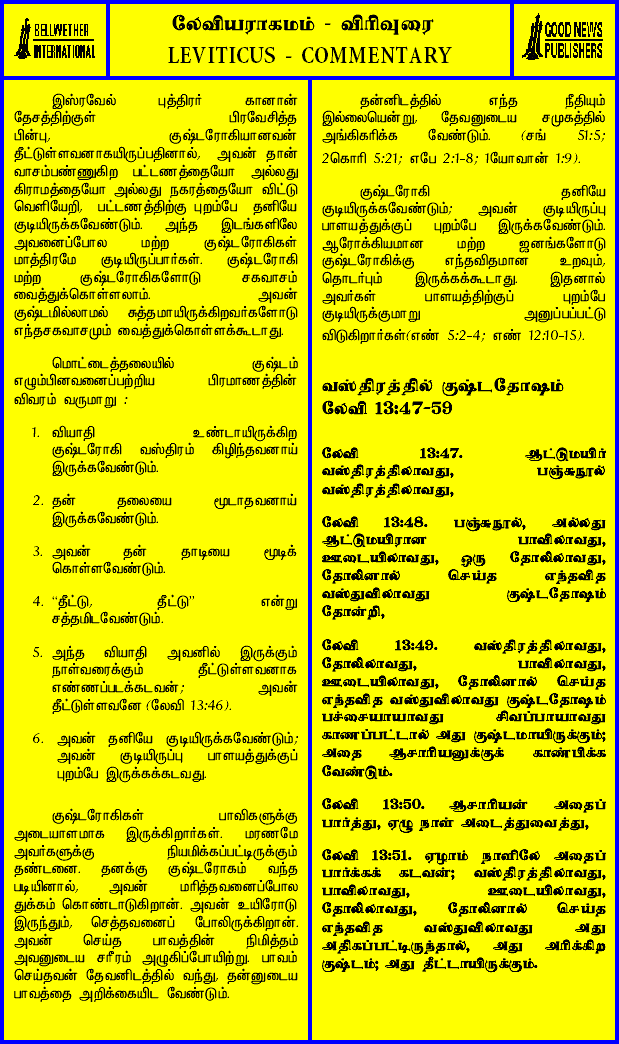 BELLWETHER
INTERNATIONAL
லேவியராகமம் - விரிவுரை
LEVITICUS - COMMENTARY
GOOD NEWS
PUBLISHERS
இஸ்ரவேல் புத்திரர் கானான்
தேசத்திற்குள் பிரவேசித்த
பின்பு, குஷ்டரோகியானவன்
தீட்டுள்ளவனாகயிருப்பதினால், அவன் தான்
வாசம்பண்ணுகிற பட்டணத்தையோ அல்லது
கிராமத்தையோ அல்லது நகரத்தையோ விட்டு
வெளியேறி, பட்டணத்திற்கு புறம்பே தனியே
குடியிருக்கவேண்டும். அந்த இடங்களிலே
அவனைப்போல மற்ற குஷ்டரோகிகள்
மாத்திரமே குடியிருப்பார்கள். குஷ்டரோகி
மற்ற குஷ்டரோகிகளோடு சகவாசம்
வைத்துக்கொள்ளலாம். அவன்
குஷ்டமில்லாமல் சுத்தமாயிருக்கிறவர்களோடு
எந்தசகவாசமும் வைத்துக்கொள்ளக்கூடாது.
மொட்டைத்தலையில் குஷ்டம்
எழும்பினவனைப்பற்றிய பிரமாணத்தின்
விவரம் வருமாறு :
1. வியாதி உண்டாயிருக்கிற
குஷ்டரோகி வஸ்திரம் கிழிந்தவனாய்
இருக்கவேண்டும்.
2. தன் தலையை மூடாதவனாய்
இருக்கவேண்டும்.
3. அவன் தன் தாடியை மூடிக்
கொள்ளவேண்டும்.
4. “தீட்டு, தீட்டு” என்று
சத்தமிடவேண்டும்.
5. அந்த வியாதி அவனில் இருக்கும்
நாள்வரைக்கும் தீட்டுள்ளவனாக
எண்ணப்படக்கடவன்; அவன்
தீட்டுள்ளவனே (லேவி 13:46).
6. அவன் தனியே குடியிருக்கவேண்டும்;
அவன் குடியிருப்பு பாளயத்துக்குப்
புறம்பே இருக்கக்கடவது.
குஷ்டரோகிகள் பாவிகளுக்கு
அடையாளமாக இருக்கிறார்கள். மரணமே
அவர்களுக்கு நியமிக்கப்பட்டிருக்கும்
தண்டனை. தனக்கு குஷ்டரோகம் வந்த
படியினால், அவன் மரித்தவனைப்போல
துக்கம் கொண்டாடுகிறான். அவன் உயிரோடு
இருந்தும், செத்தவனைப் போலிருக்கிறான்.
அவன் செய்த பாவத்தின் நிமித்தம்
அவனுடைய சரீரம் அழுகிப்போயிற்று. பாவம்
செய்தவன் தேவனிடத்தில் வந்து, தன்னுடைய
பாவத்தை அறிக்கையிட வேண்டும்.
தன்னிடத்தில் எந்த நீதியும்
இல்லையென்று, தேவனுடைய சமுகத்தில்
அங்கிகரிக்க வேண்டும். (சங் 51:5;
2கொரி 5:21; எபே 2:1-8; 1யோவான் 1:9).
குஷ்டரோகி தனியே
குடியிருக்கவேண்டும்; அவன் குடியிருப்பு
பாளயத்துக்குப் புறம்பே இருக்கவேண்டும்.
ஆரோக்கியமான மற்ற ஜனங்களோடு
குஷ்டரோகிக்கு எந்தவிதமான உறவும்,
தொடர்பும் இருக்கக்கூடாது. இதனால்
அவர்கள் பாளயத்திற்குப் புறம்பே
குடியிருக்குமாறு அனுப்பப்பட்டு
விடுகிறார்கள்(எண் 5:2-4; எண் 12:10-15).
வஸ்திரத்தில் குஷ்டதோஷம்
லேவி 13:47-59
லேவி 13:47. ஆட்டுமயிர்
வஸ்திரத்திலாவது, பஞ்சுநூல்
வஸ்திரத்திலாவது,
லேவி 13:48. பஞ்சுநூல், அல்லது
ஆட்டுமயிரான பாவிலாவது,
ஊடையிலாவது, ஒரு தோலிலாவது,
தோலினால் செய்த எந்தவித
வஸ்துவிலாவது குஷ்டதோஷம்
தோன்றி,
லேவி 13:49. வஸ்திரத்திலாவது,
தோலிலாவது, பாவிலாவது,
ஊடையிலாவது, தோலினால் செய்த
எந்தவித வஸ்துவிலாவது குஷ்டதோஷம்
பச்சையாயாவது சிவப்பாயாவது
காணப்பட்டால் அது குஷ்டமாயிருக்கும்;
அதை ஆசாரியனுக்குக் காண்பிக்க
வேண்டும்.
லேவி 13:50. ஆசாரியன் அதைப்
பார்த்து, ஏழு நாள் அடைத்துவைத்து,
லேவி 13:51. ஏழாம் நாளிலே அதைப்
பார்க்கக் கடவன்; வஸ்திரத்திலாவது,
பாவிலாவது, ஊடையிலாவது,
தோலிலாவது, தோலினால் செய்த
எந்தவித வஸ்துவிலாவது அது
அதிகப்பட்டிருந்தால், அது அரிக்கிற
குஷ்டம்; அது தீட்டாயிருக்கும்.